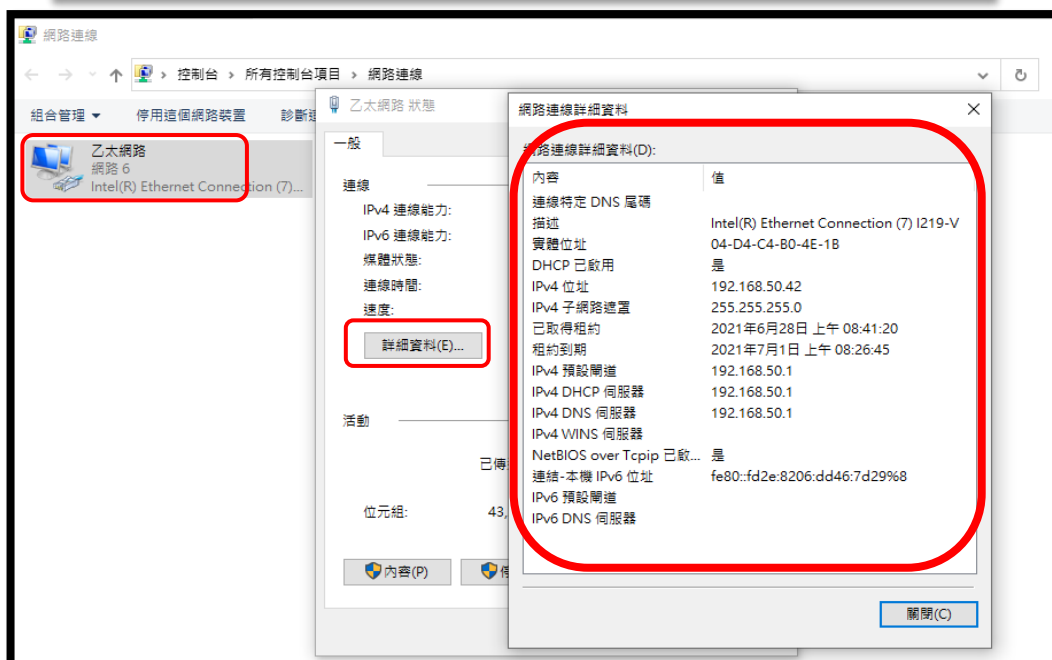 網路連線
控制台 › 所有控制台項目 › 網路連線
組合管理 停用這個網路裝置
乙太網路
網路 6
Intel(R) Ethernet Connection (7)...
乙太網路 狀態
一般
連線
IPv4 連線能力:
IPv6 連線能力:
媒體狀態:
連線時間:
速度:
詳細資料(E)...
活動
位元組: 43,
內容(P)
網路連線詳細資料
網路連線詳細資料(D):
內容 值
連線特定 DNS 尾碼
描述 Intel(R) Ethernet Connection (7) I219-V
實體位址 04-D4-C4-B0-4E-1B
DHCP 已啟用 是
IPv4 位址 192.168.50.42
IPv4 子網路遮罩 255.255.255.0
已取得租約 2021年6月28日 上午 08:41:20
租約到期 2021年7月1日 上午 08:26:45
IPv4 預設閘道 192.168.50.1
IPv4 DHCP 伺服器 192.168.50.1
IPv4 DNS 伺服器 192.168.50.1
IPv4 WINS 伺服器
NetBIOS over Tcpip 已啟... 是
連結-本機 IPv6 位址 fe80::fd2e:8206:dd46:7d29%8
IPv6 預設閘道
IPv6 DNS 伺服器
關閉(C)